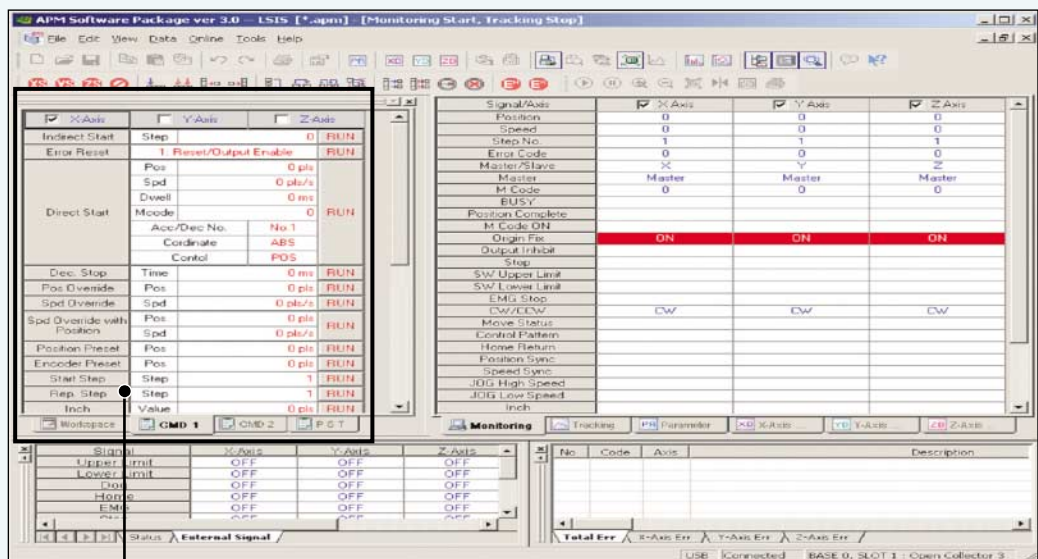 APM Software Package ver 3.0 - LSIS [*.apm] - [Monitoring Start, Tracking Stop]
File Edit View Data Online Tools Help
X-Axis Y-Axis Z-Axis
Indirect Start Step 0 RUN
Error Reset 1. Reset/Output Enable RUN
Direct Start RUN
Pos 0 pls
Spd 0 pls/s
Dwell 0 ms
Mcode 0
Acc/Dec No. No.1
Cordinate ABS
Contol POS
Dec. Stop Time 0 ms RUN
Pos Override Pos 0 pls RUN
Spd Override Spd 0 pls/s RUN
Spd Override with Position RUN
Pos 0 pls
Spd 0 pls/s
Position Preset Pos 0 pls RUN
Encoder Preset Pos 0 pls RUN
Start Step Step 1 RUN
Rep. Step Step 1 RUN
Inch Value 0 pls RUN
Workspace CMD 1 CMD 2 P G T
Signal/Axis X Axis Y Axis Z Axis
Position 0 0 0
Speed 0 0 0
Step No. 1 1 1
Error Code 0 0 0
Master/Slave X Y Z
Master Master Master Master
M Code 0 0 0
BUSY
Position Complete
M Code ON
Origin Fix ON ON ON
Output Inhibit
Stop
SW Upper Limit
SW Lower Limit
EMG Stop
CW/CCW CW CW CW
Move Status
Control Pattern
Home Return
Position Sync
Speed Sync
JOG High Speed
JOG Low Speed
Inch
Monitoring Tracking PR Parameter XD X-Axis YD Y-Axis ZD Z-Axis
Signal X-Axis Y-Axis Z-Axis
Upper Limit OFF OFF OFF
Lower Limit OFF OFF OFF
Dog OFF OFF OFF
Home OFF OFF OFF
EMG OFF OFF OFF
Status External Signal
No Code Axis Description
Total Err X-Axis Err Y-Axis Err Z-Axis Err
USB Connected BASE 0, SLOT 1 : Open Collector 3